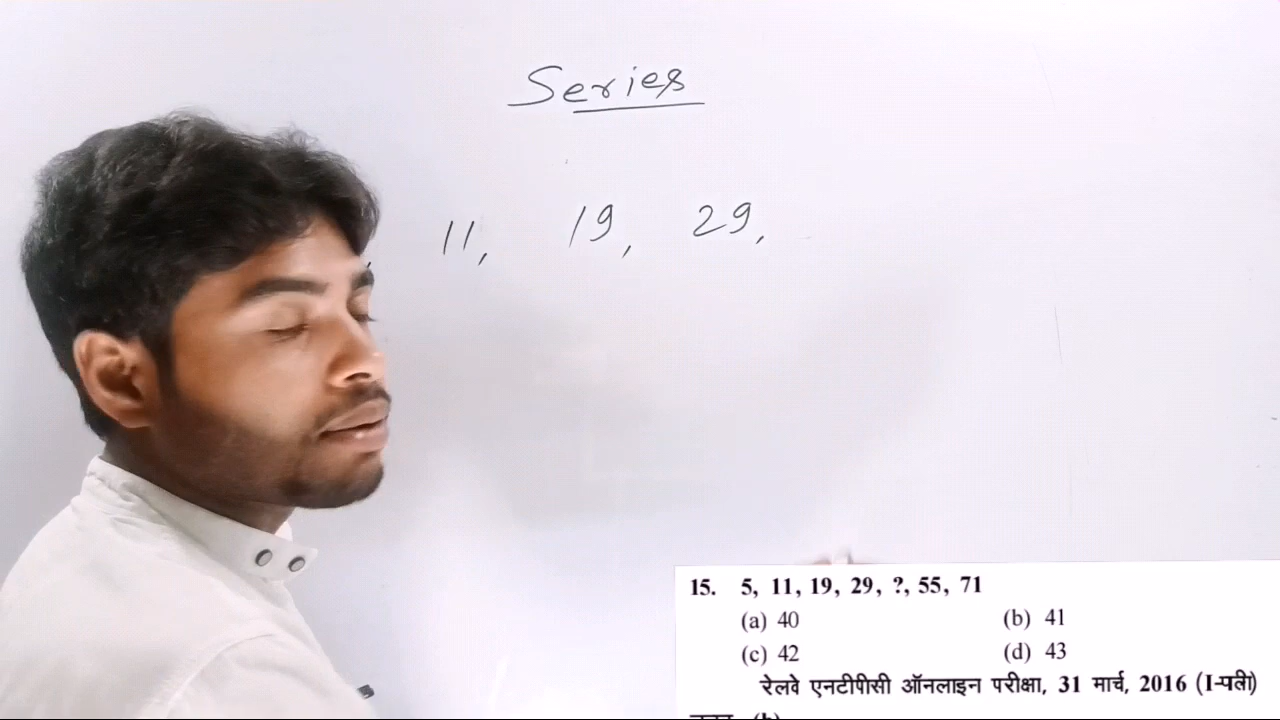 Series
11, 19, 29,
15. 5, 11, 19, 29, ?, 55, 71
(a) 40 (b) 41
(c) 42 (d) 43
रेलवे एनटीपीसी ऑनलाइन परीक्षा, 31 मार्च, 2016 (I-पाली)
(b)